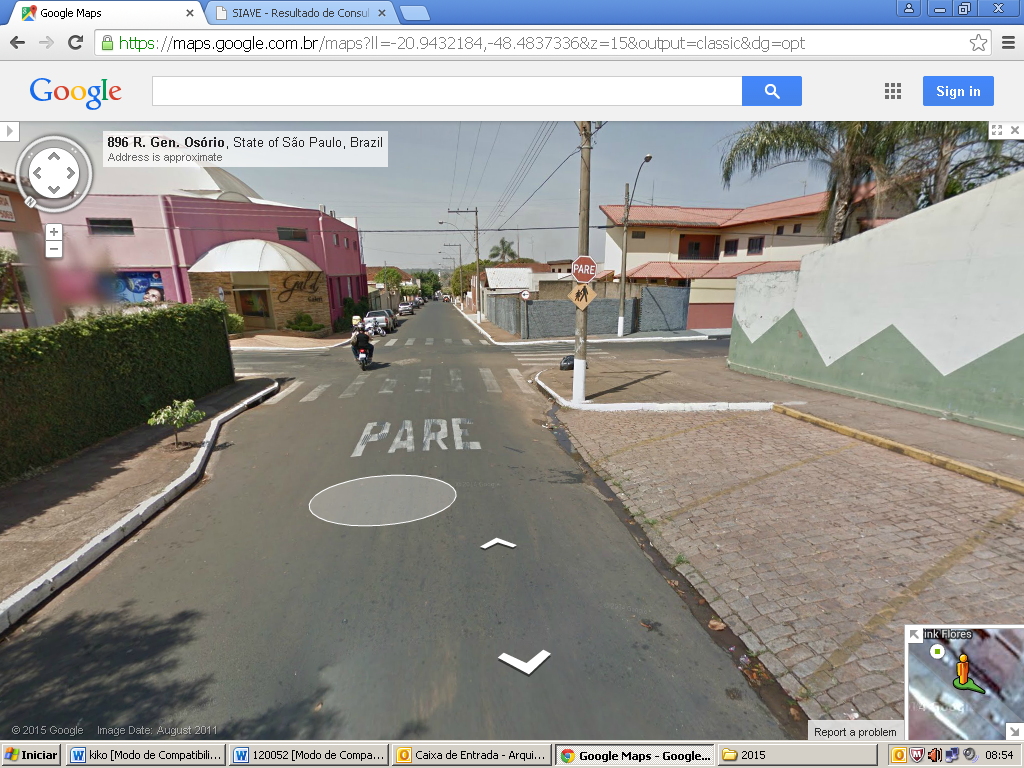 Google Maps
SIAVE - Resultado de Consul
https://maps.google.com.br/maps?ll=-20.9432184,-48.4837336&z=15&output=classic&dg=opt
Google
Sign in
896 R. Gen. Osório, State of São Paulo, Brazil
Address is approximate
N
+
−
PARE
Gold
PARE
ink Flores
© 2015 Google
Image Date: August 2011
Report a problem
Iniciar
kiko [Modo de Compatibili...
120052 [Modo de Compa...
Caixa de Entrada - Arqui...
Google Maps - Google...
2015
08:54